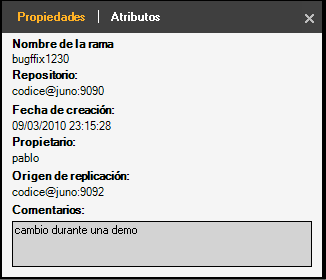 Propiedades | Atributos
Nombre de la rama
bugffix1230
Repositorio:
codice@juno:9090
Fecha de creación:
09/03/2010 23:15:28
Propietario:
pablo
Origen de replicación:
codice@juno:9092
Comentarios:
cambio durante una demo